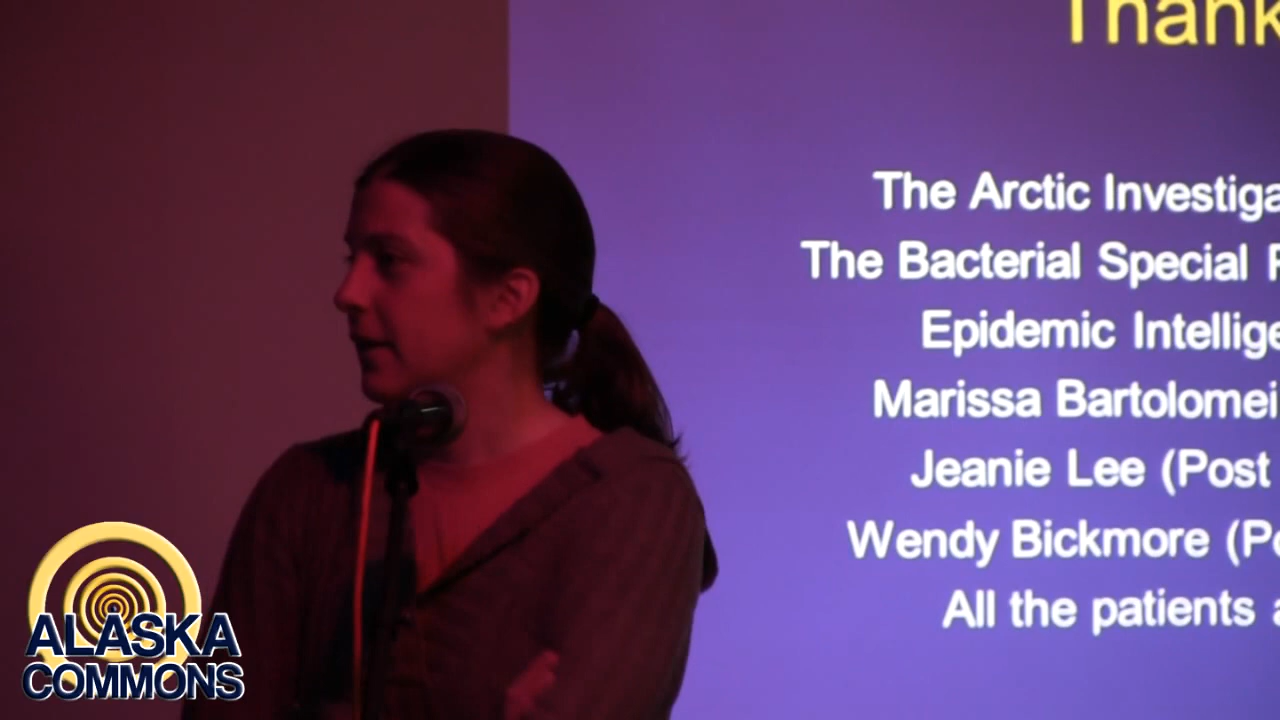 Thank
The Arctic Investiga
The Bacterial Special
Epidemic Intellige
Marissa Bartolomei
Jeanie Lee (Post
Wendy Bickmore (Po
All the patients a
ALASKA
COMMONS